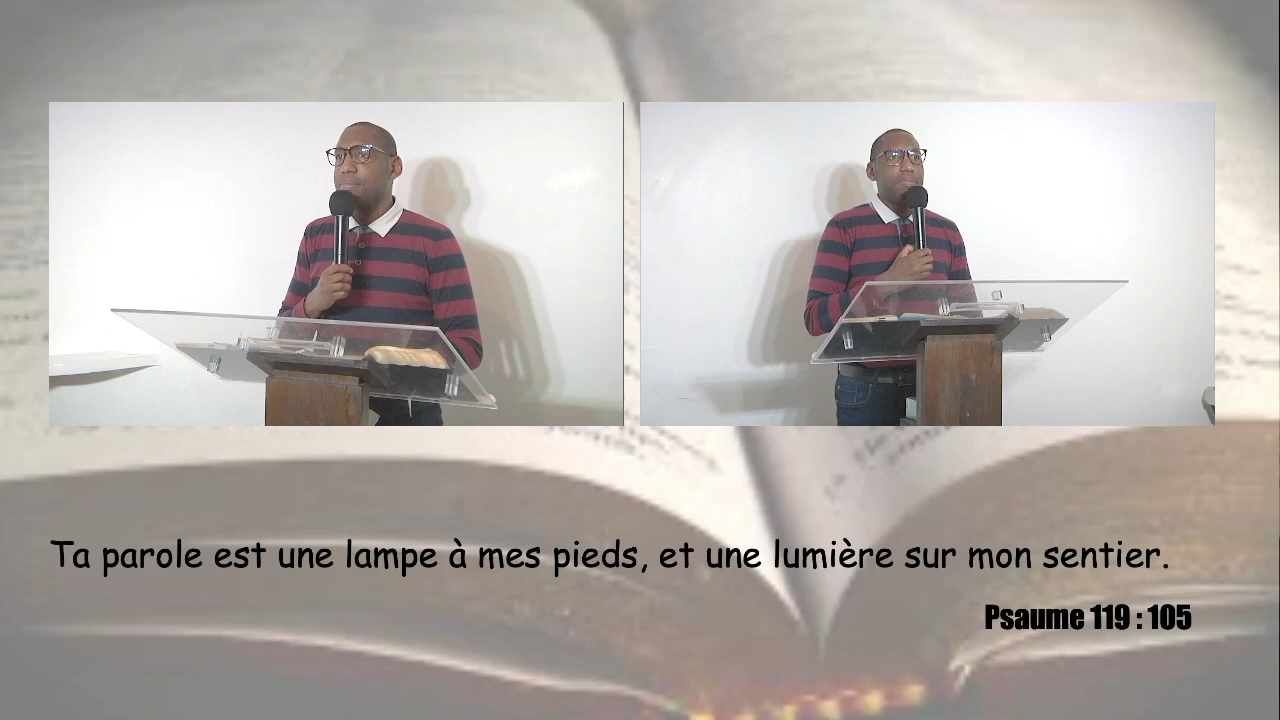 Ta parole est une lampe à mes pieds, et une lumière sur mon sentier.
Psaume 119 : 105